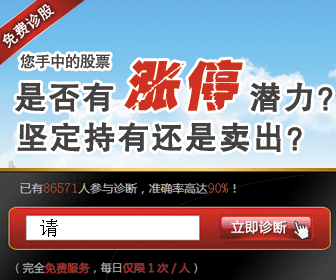 免费诊股
您手中的股票
是否有涨停潜力?
坚定持有还是卖出?
已有86571人参与诊断，准确率高达90%！
请
立即诊断
（完全免费服务，每日仅限1次/人）